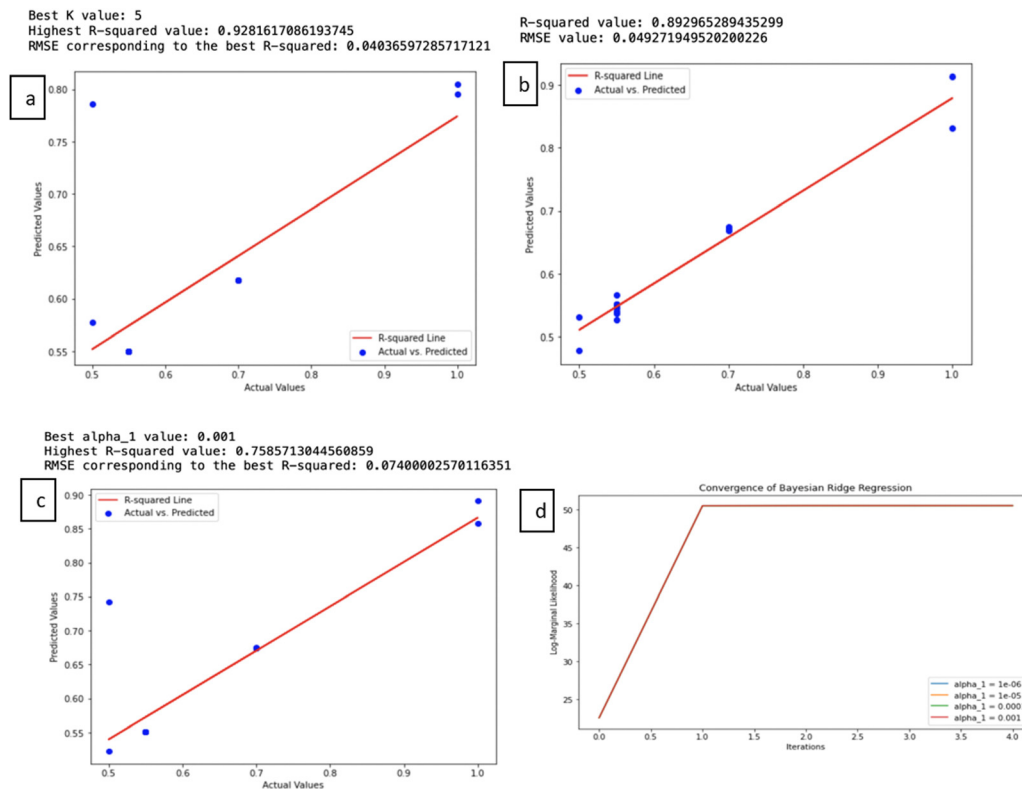 Best K value: 5
Highest R-squared value: 0.9281617086193745
RMSE corresponding to the best R-squared: 0.04036597285717121
a
0.80
0.75
0.70
0.65
0.60
0.55
Predicted Values
R-squared Line
Actual vs. Predicted
0.5 0.6 0.7 0.8 0.9 1.0
Actual Values
R-squared value: 0.892965289435299
RMSE value: 0.049271949520200226
b
R-squared Line
Actual vs. Predicted
0.9
0.8
0.7
0.6
0.5
Predicted Values
0.5 0.6 0.7 0.8 0.9 1.0
Actual Values
Best alpha_1 value: 0.001
Highest R-squared value: 0.7585713044560859
RMSE corresponding to the best R-squared: 0.07400002570116351
c
R-squared Line
Actual vs. Predicted
0.90
0.85
0.80
0.75
0.70
0.65
0.60
0.55
Predicted Values
0.5 0.6 0.7 0.8 0.9 1.0
Actual Values
d
Convergence of Bayesian Ridge Regression
50
45
40
35
30
25
Log-Marginal Likelihood
alpha_1 = 1e-06
alpha_1 = 1e-05
alpha_1 = 0.000
alpha_1 = 0.001
0.0 0.5 1.0 1.5 2.0 2.5 3.0 3.5 4.0
Iterations